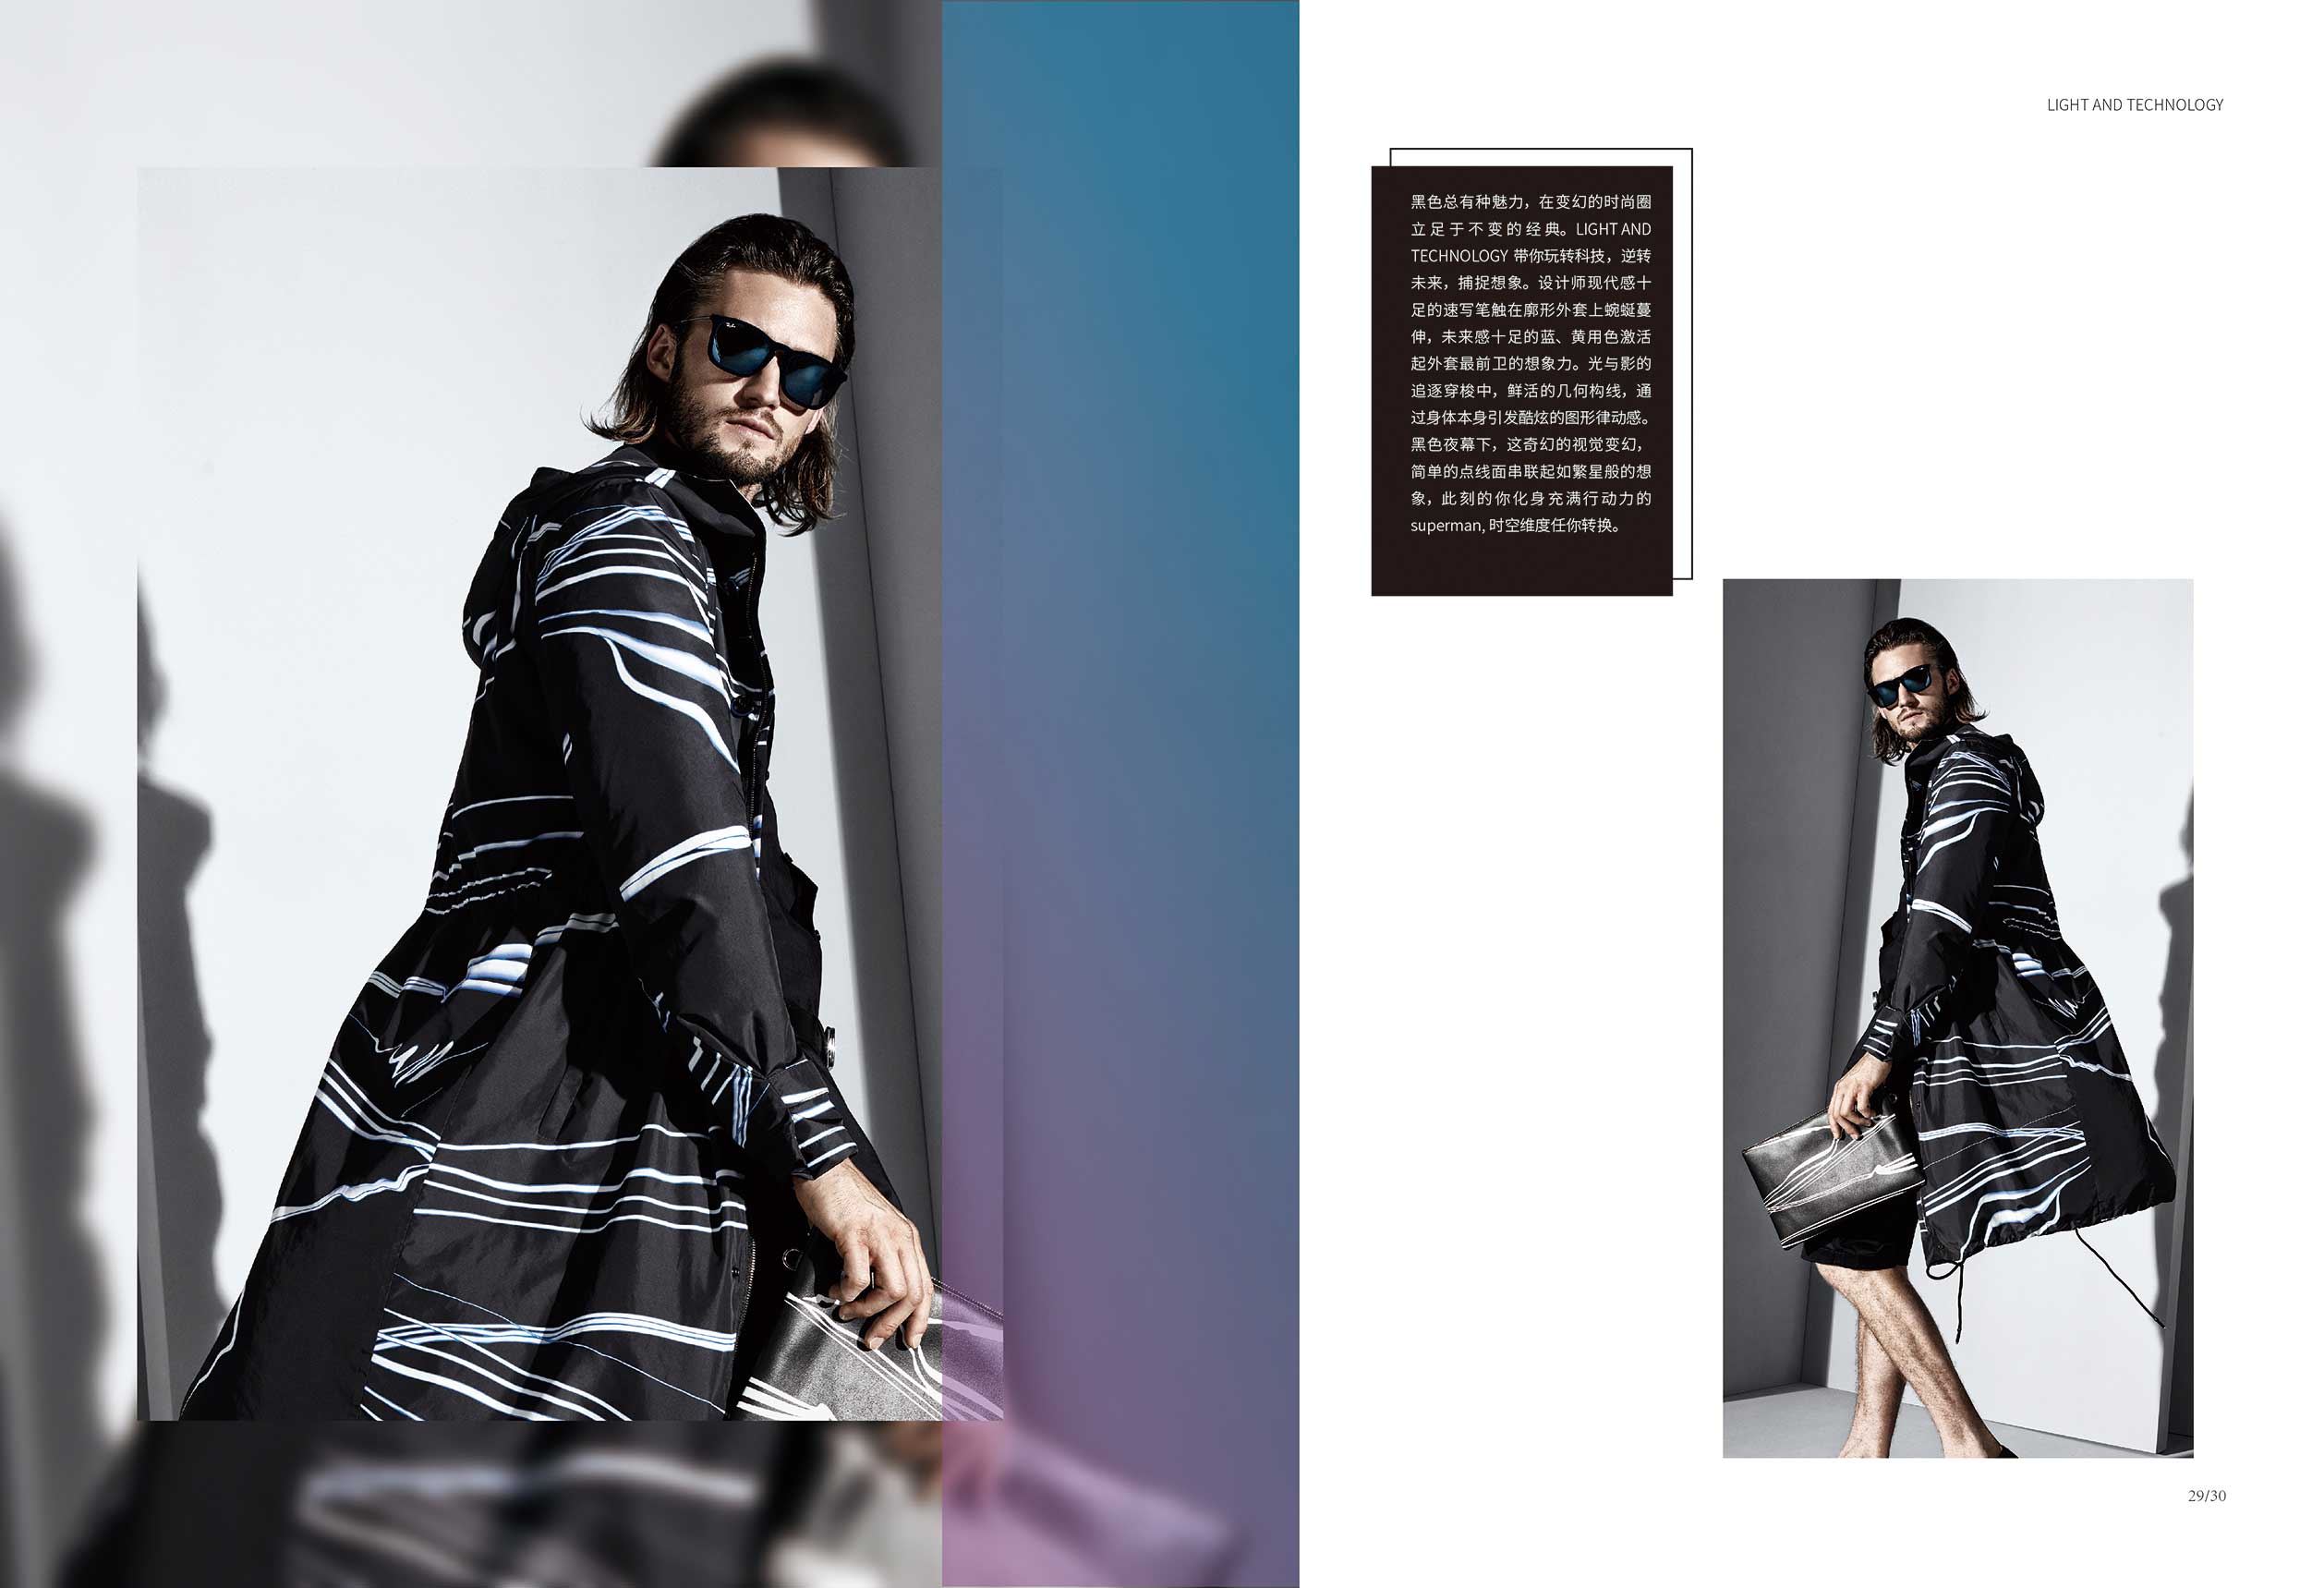 LIGHT AND TECHNOLOGY
黑色总有种魅力，在变幻的时尚圈
立足于不变的经典。LIGHT AND
TECHNOLOGY 带你玩转科技，逆转
未来，捕捉想象。设计师现代感十
足的速写笔触在廓形外套上蜿蜒蔓
伸，未来感十足的蓝、黄用色激活
起外套最前卫的想象力。光与影的
追逐穿梭中，鲜活的几何构线，通
过身体本身引发酷炫的图形律动感。
黑色夜幕下，这奇幻的视觉变幻，
简单的点线面串联起如繁星般的想
象，此刻的你化身充满行动力的
superman, 时空维度任你转换。
Ray-Ban
29/30